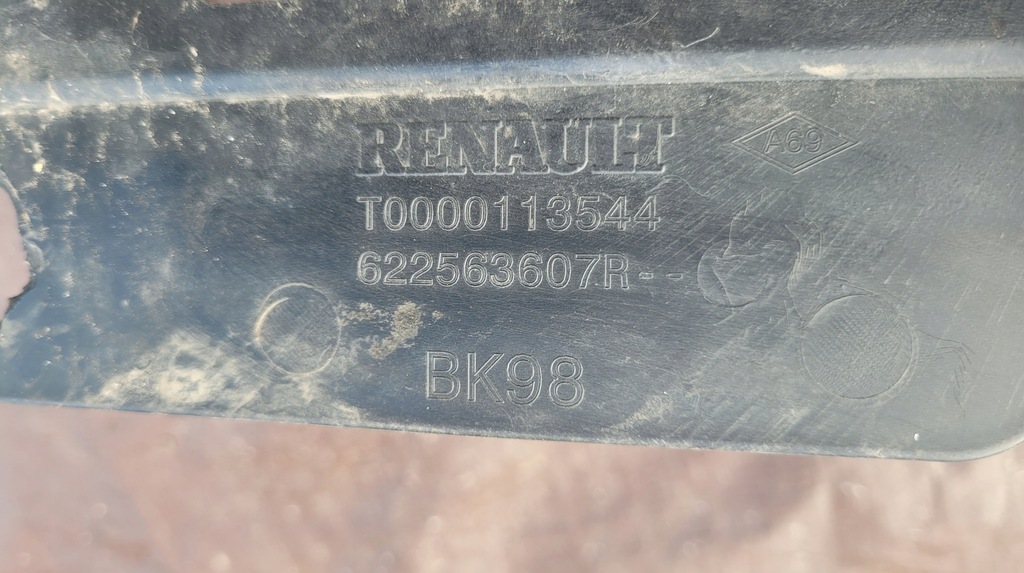 RENAULT
A69
T0000113544
622563607R--
BK98